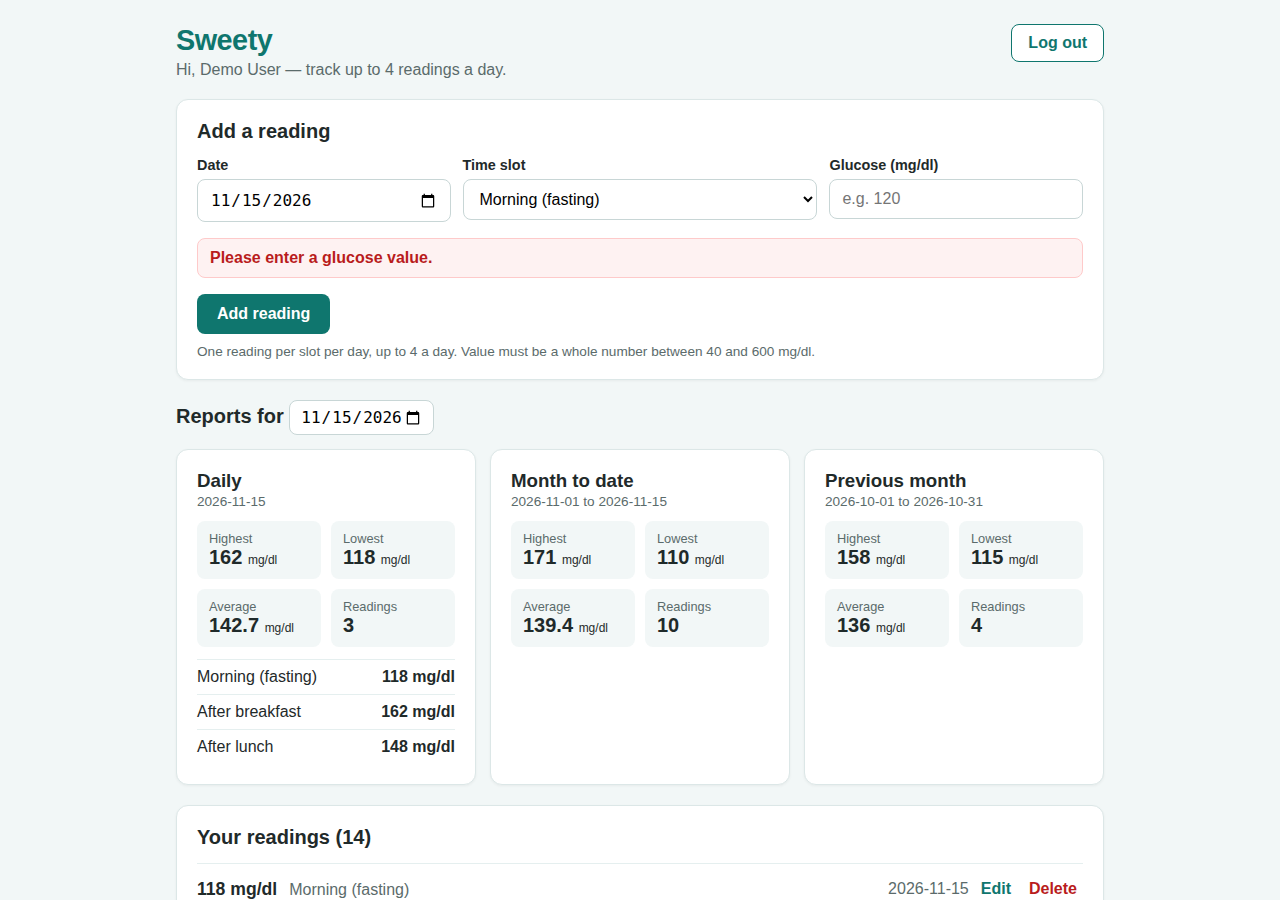 Sweety
Log out
Hi, Demo User — track up to 4 readings a day.
Add a reading
Date
Time slot
Glucose (mg/dl)
11/15/2026
Morning (fasting)
e.g. 120
Please enter a glucose value.
Add reading
One reading per slot per day, up to 4 a day. Value must be a whole number between 40 and 600 mg/dl.
Reports for 11/15/2026
Daily
2026-11-15
Highest
162 mg/dl
Lowest
118 mg/dl
Average
142.7 mg/dl
Readings
3
Morning (fasting) 118 mg/dl
After breakfast 162 mg/dl
After lunch 148 mg/dl
Month to date
2026-11-01 to 2026-11-15
Highest
171 mg/dl
Lowest
110 mg/dl
Average
139.4 mg/dl
Readings
10
Previous month
2026-10-01 to 2026-10-31
Highest
158 mg/dl
Lowest
115 mg/dl
Average
136 mg/dl
Readings
4
Your readings (14)
118 mg/dl Morning (fasting) 2026-11-15 Edit Delete